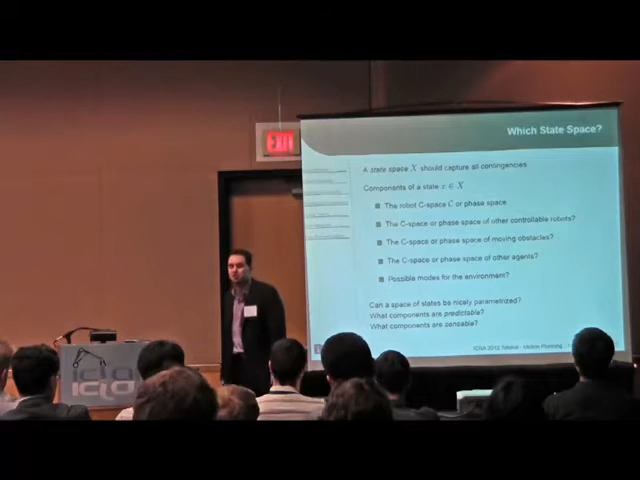 EXIT
Which State Space?
A state space X should capture all contingencies
Components of a state x ∈ X
The robot C-space C or phase space
The C-space or phase space of other controllable robots?
The C-space or phase space of moving obstacles?
The C-space or phase space of other agents?
Possible modes for the environment?
Can a space of states be nicely parametrized?
What components are predictable?
What components are sensable?
Tutorial - Motion Planning